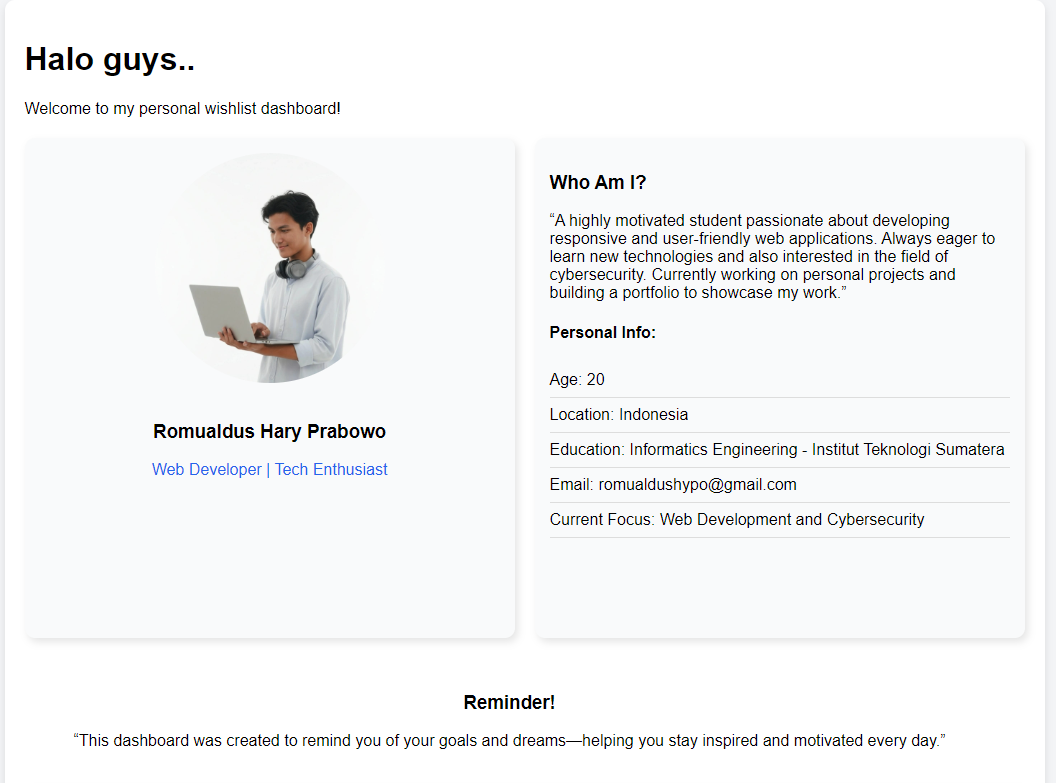 Halo guys..
Welcome to my personal wishlist dashboard!
Romualdus Hary Prabowo
Web Developer | Tech Enthusiast
Who Am I?
“A highly motivated student passionate about developing
responsive and user-friendly web applications. Always eager to
learn new technologies and also interested in the field of
cybersecurity. Currently working on personal projects and
building a portfolio to showcase my work.”
Personal Info:
Age: 20
Location: Indonesia
Education: Informatics Engineering - Institut Teknologi Sumatera
Email: romualdushypo@gmail.com
Current Focus: Web Development and Cybersecurity
Reminder!
“This dashboard was created to remind you of your goals and dreams—helping you stay inspired and motivated every day.”